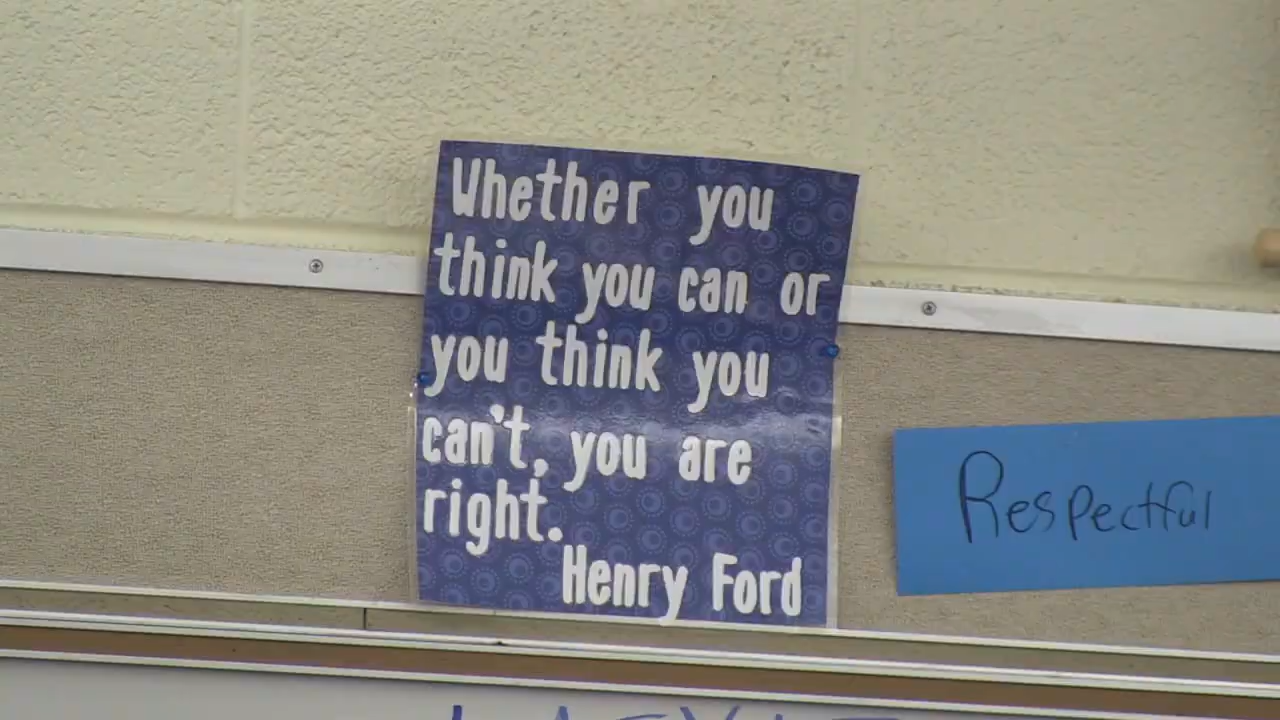 Whether you
think you can or
you think you
can't, you are
right.
Henry Ford
Respectful